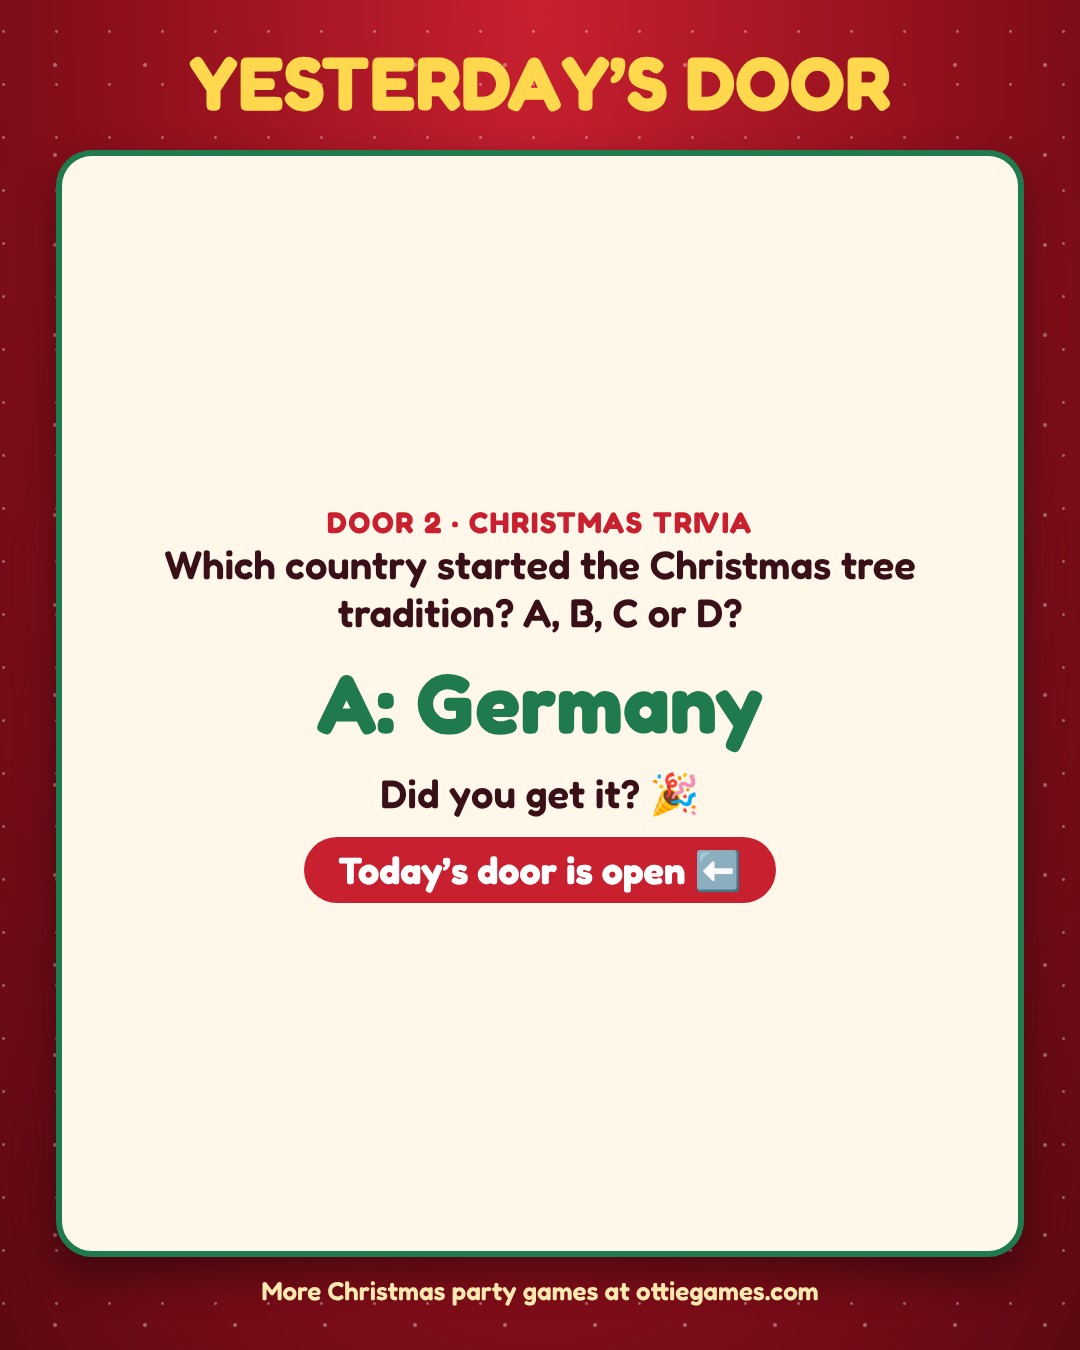 YESTERDAY’S DOOR
DOOR 2 · CHRISTMAS TRIVIA
Which country started the Christmas tree
tradition? A, B, C or D?
A: Germany
Did you get it? 🎉
Today’s door is open ⬅️
More Christmas party games at ottiegames.com